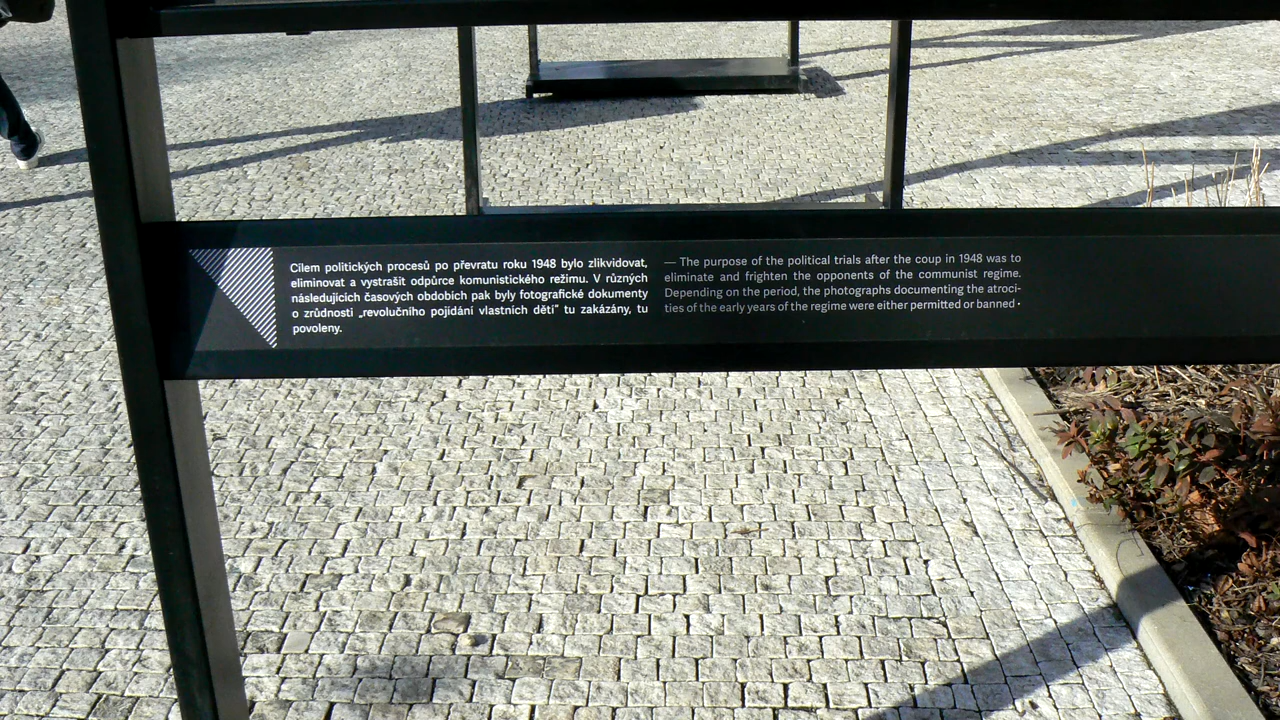 Cílem politických procesů po převratu roku 1948 bylo zlikvidovat,
eliminovat a vystrašit odpůrce komunistického režimu. V různých
následujících časových obdobích pak byly fotografické dokumenty
o zrůdnosti „revolučního pojídání vlastních dětí“ tu zakázány, tu
povoleny.
— The purpose of the political trials after the coup in 1948 was to
eliminate and frighten the opponents of the communist regime.
Depending on the period, the photographs documenting the atroci-
ties of the early years of the regime were either permitted or banned •